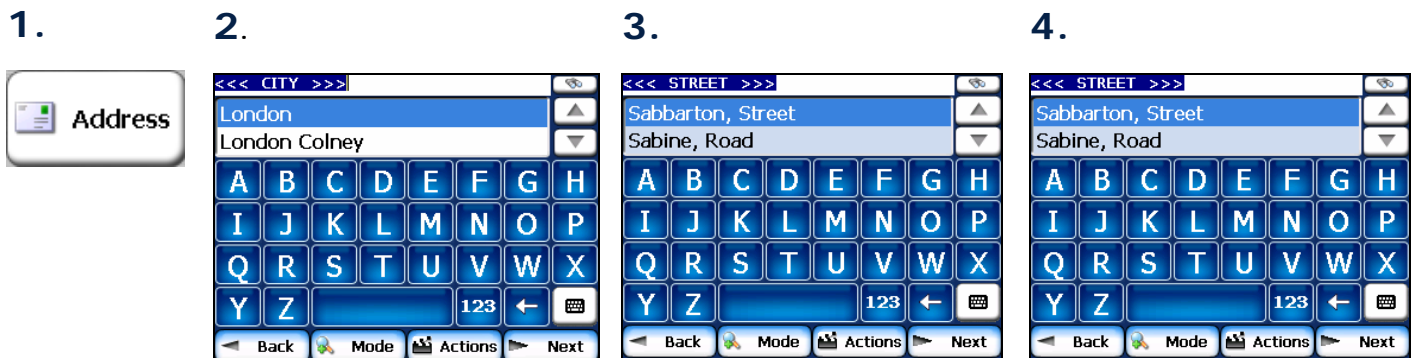 1.
2.
3.
4.
Address
<<< CITY >>>
London
London Colney
A B C D E F G H
I J K L M N O P
Q R S T U V W X
Y Z 123
Back Mode Actions Next
<<< STREET >>>
Sabbarton, Street
Sabine, Road
A B C D E F G H
I J K L M N O P
Q R S T U V W X
Y Z 123
Back Mode Actions Next
<<< STREET >>>
Sabbarton, Street
Sabine, Road
A B C D E F G H
I J K L M N O P
Q R S T U V W X
Y Z 123
Back Mode Actions Next